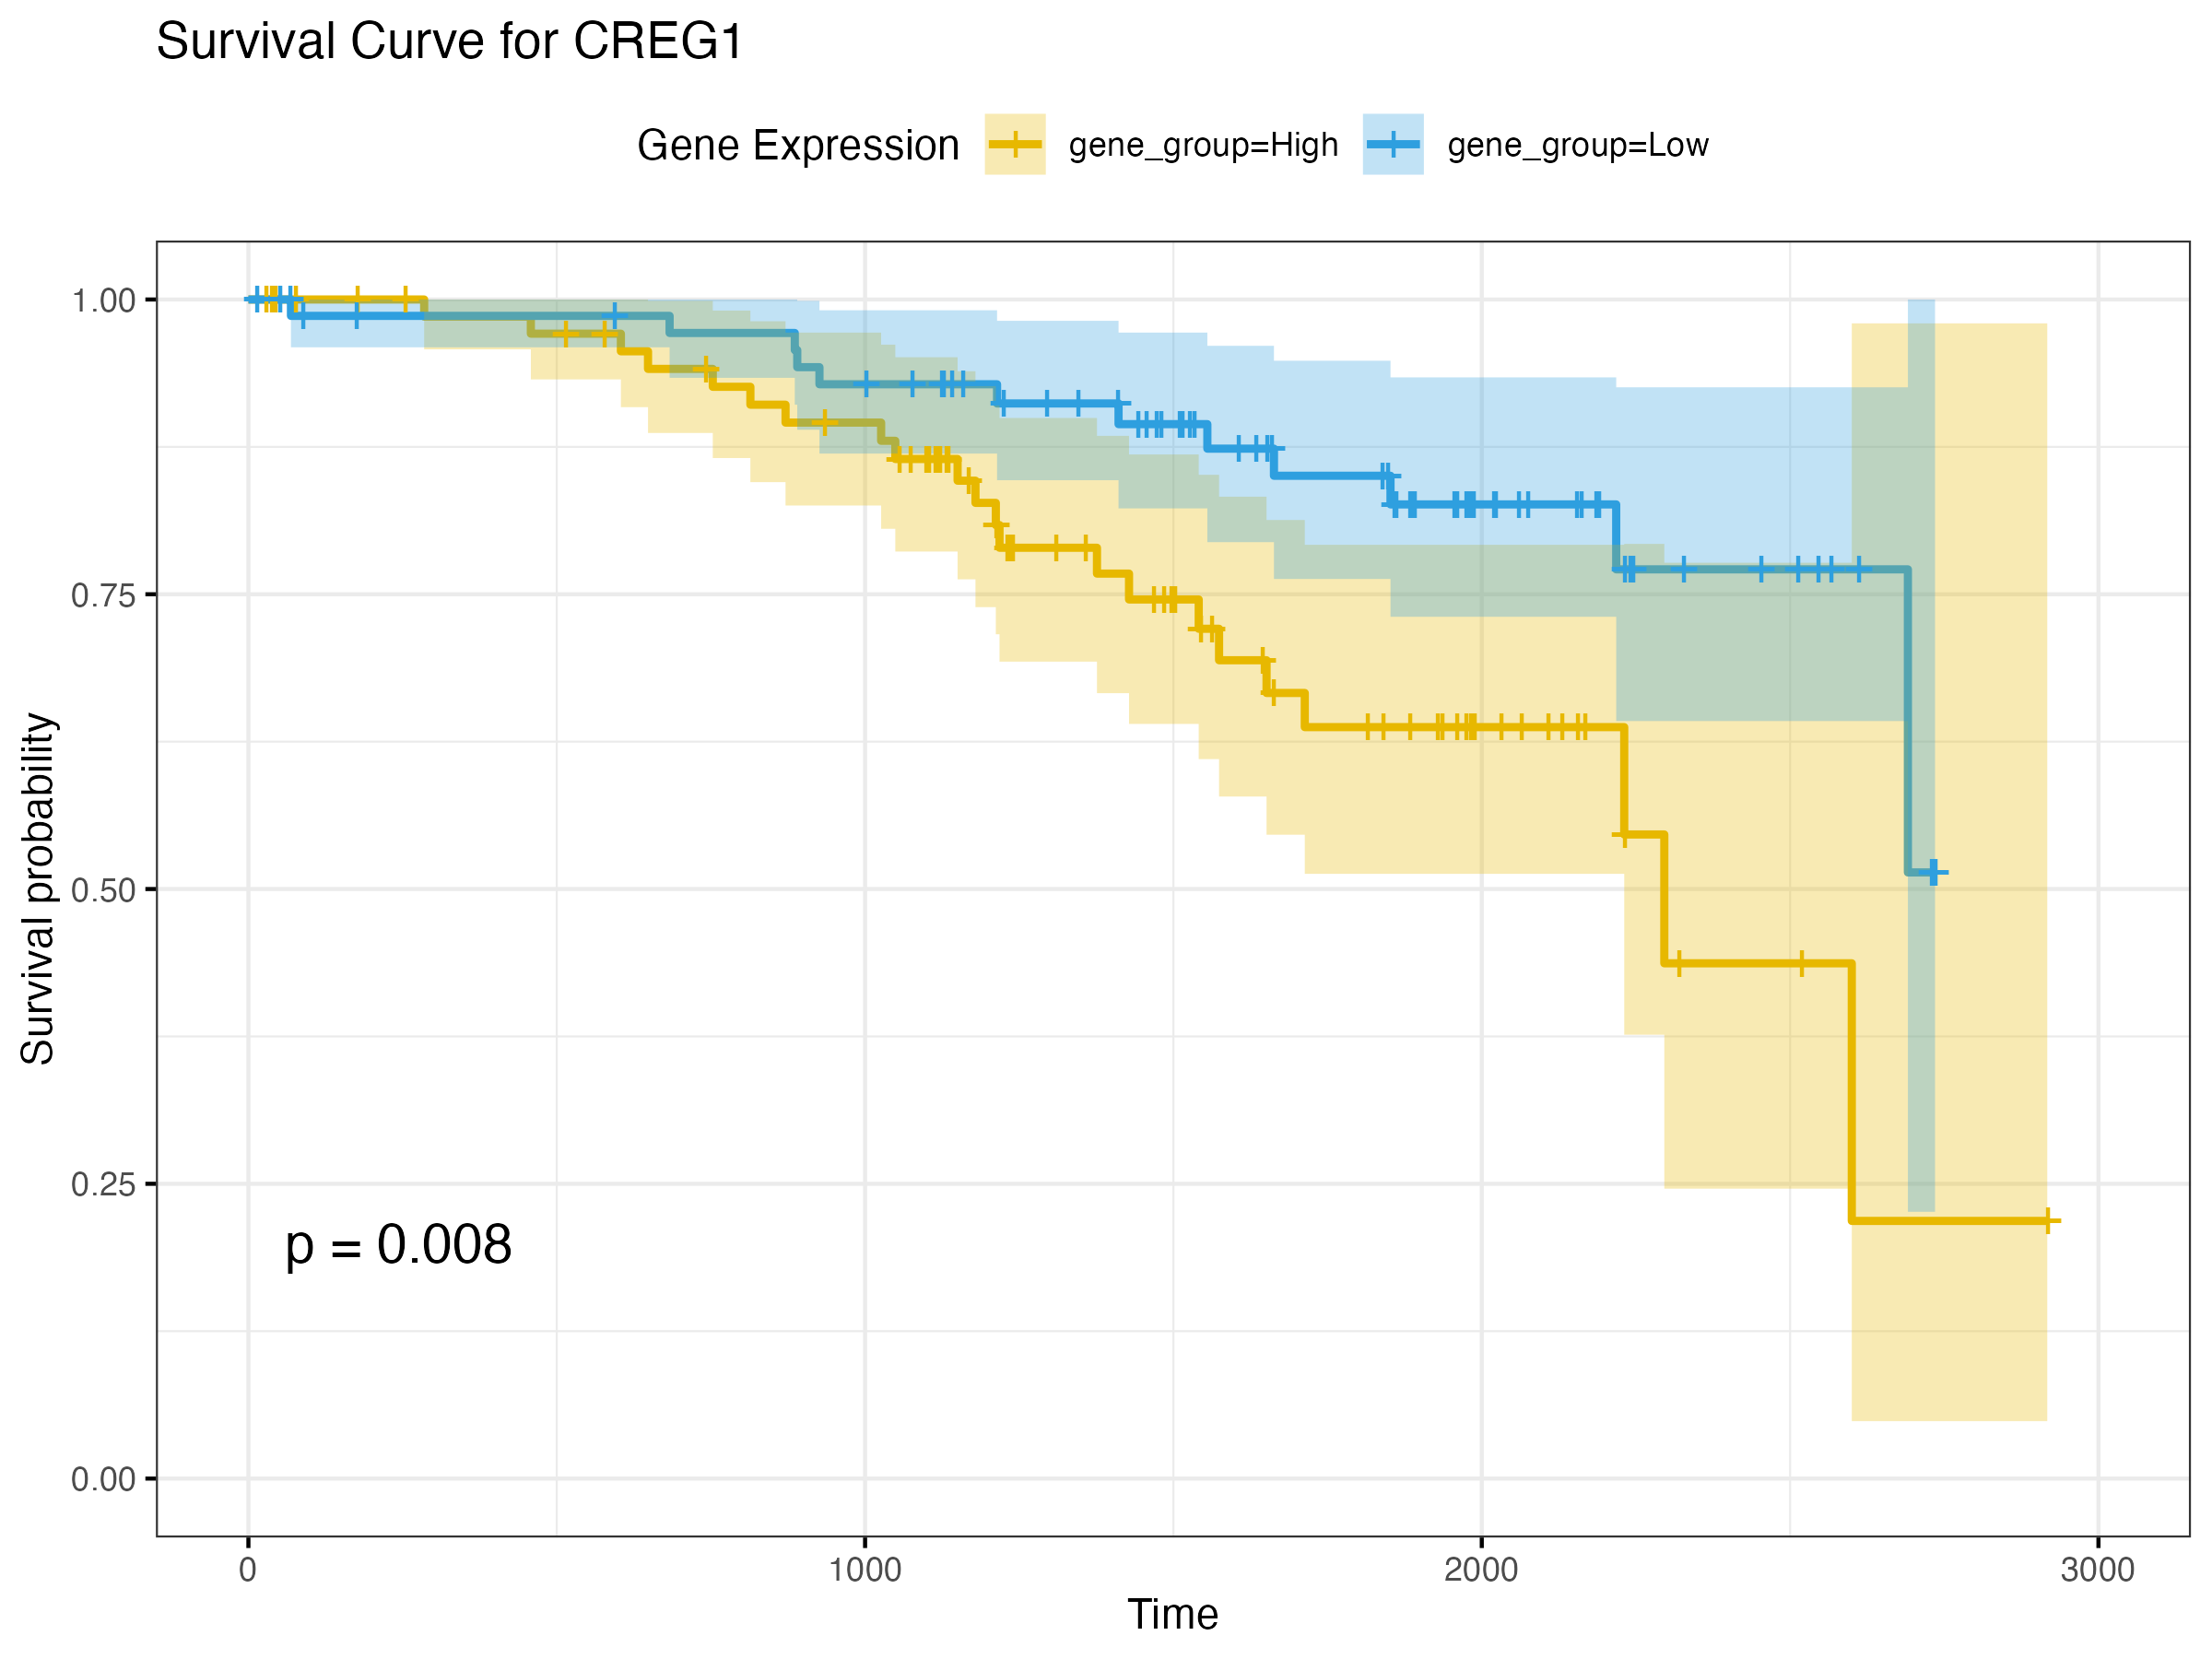 Survival Curve for CREG1
Gene Expression gene_group=High gene_group=Low
Survival probability
1.00
0.75
0.50
0.25
0.00
p = 0.008
0 1000 2000 3000
Time